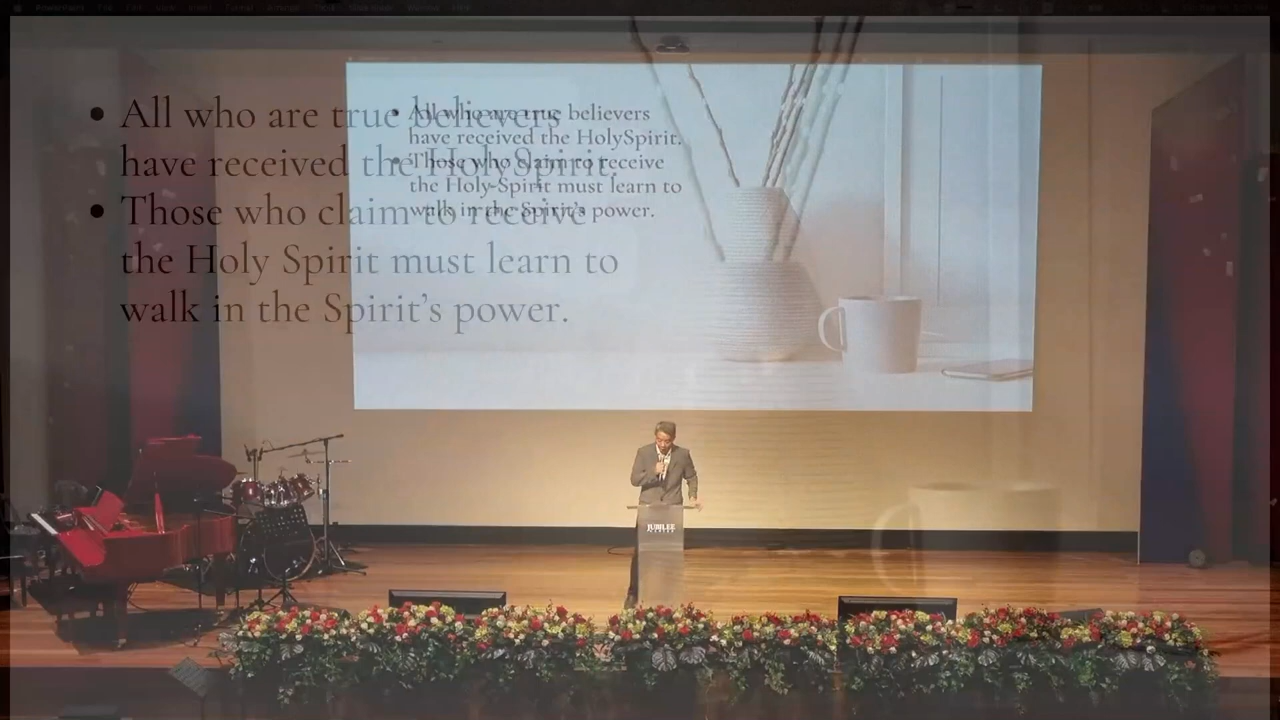 • All who are true believers
have received the HolySpirit.
• Those who claim to receive
the Holy Spirit must learn to
walk in the Spirit's power.
• All who are true believers
have received the HolySpirit.
• Those who claim to receive
the Holy Spirit must learn to
walk in the Spirit's power.
JUBILEE